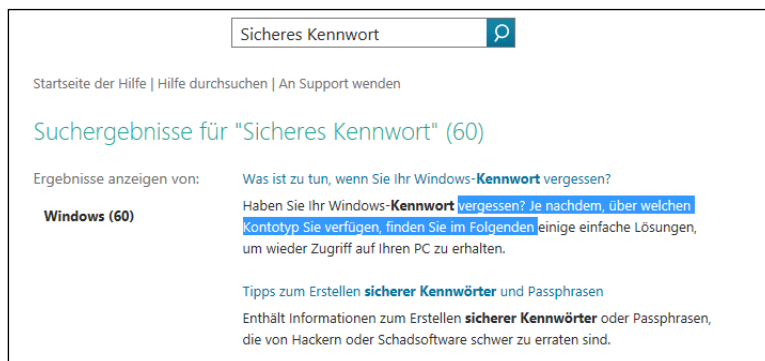 Sicheres Kennwort
Startseite der Hilfe | Hilfe durchsuchen | An Support wenden
Suchergebnisse für "Sicheres Kennwort" (60)
Ergebnisse anzeigen von:
Windows (60)
Was ist zu tun, wenn Sie Ihr Windows-Kennwort vergessen?
Haben Sie Ihr Windows-Kennwort vergessen? Je nachdem, über welchen
Kontotyp Sie verfügen, finden Sie im Folgenden einige einfache Lösungen,
um wieder Zugriff auf Ihren PC zu erhalten.
Tipps zum Erstellen sicherer Kennwörter und Passphrasen
Enthält Informationen zum Erstellen sicherer Kennwörter oder Passphrasen,
die von Hackern oder Schadsoftware schwer zu erraten sind.